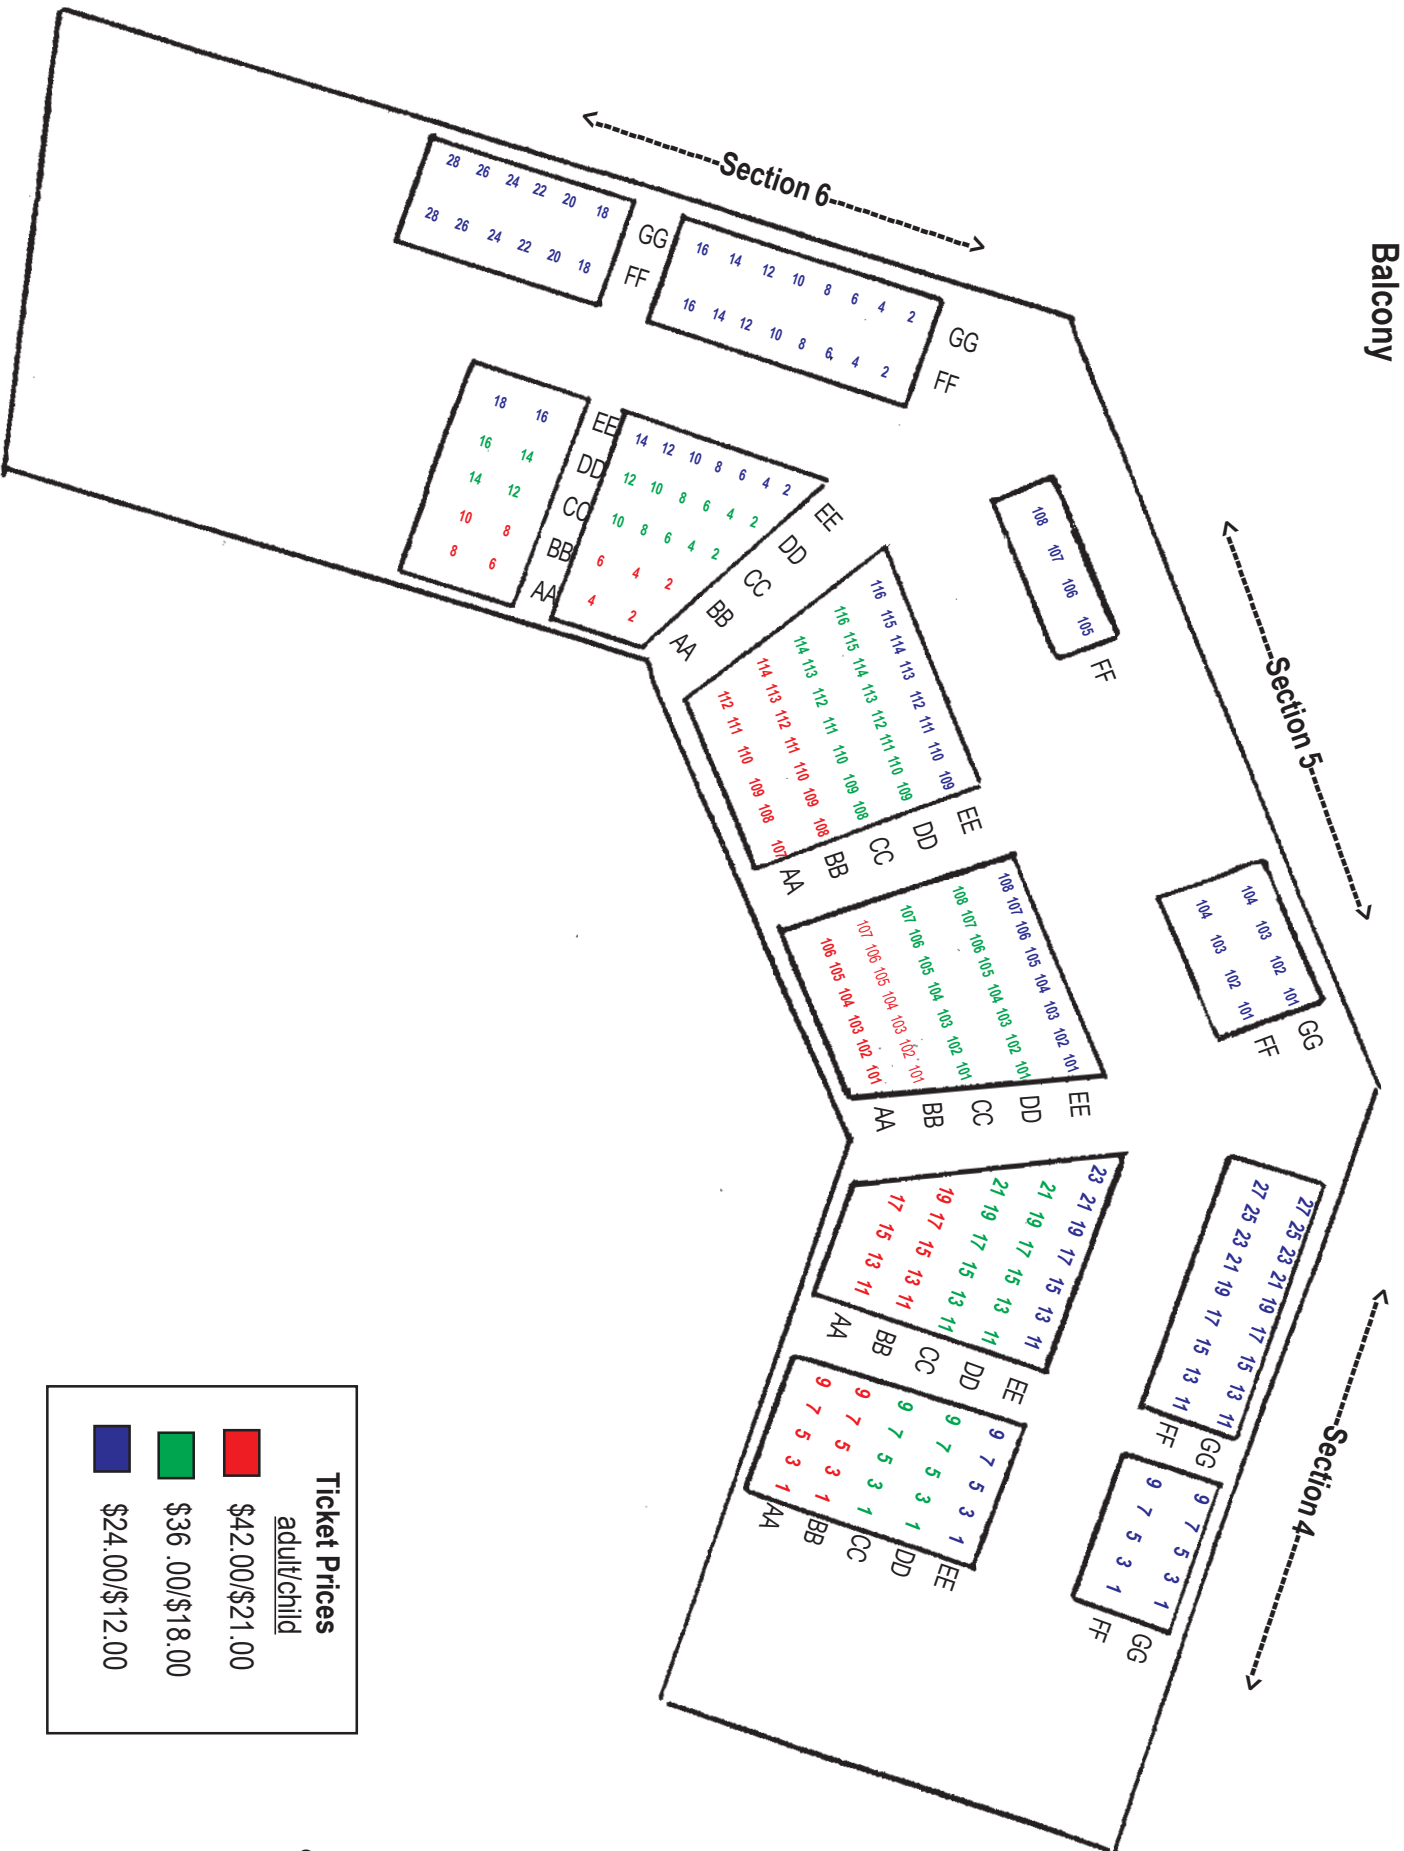 Balcony
Section 6
Section 5
Section 4
28 26 24 22 20 18
28 26 24 22 20 18
GG
FF
16 14 12 10 8 6 4 2
16 14 12 10 8 6 4 2
GG
FF
18 16
16 14
14 12
10 8
8 6
EE
DD
CC
BB
AA
14 12 10 8 6 4 2
12 10 8 6 4 2
10 8 6 4 2
6 4 2
4 2
EE
DD
CC
BB
AA
108 107 106 105
FF
116 115 114 113 112 111 110 109
116 115 114 113 112 111 110 109
114 113 112 111 110 109 108
114 113 112 111 110 109 108
112 111 110 109 108 107
EE
DD
CC
BB
AA
104 103 102 101
104 103 102 101
GG
FF
108 107 106 105 104 103 102 101
108 107 106 105 104 103 102 101
107 106 105 104 103 102 101
107 106 105 104 103 102 101
106 105 104 103 102 101
EE
DD
CC
BB
AA
27 25 23 21 19 17 15 13 11
27 25 23 21 19 17 15 13 11
GG
FF
23 21 19 17 15 13 11
21 19 17 15 13 11
21 19 17 15 13 11
19 17 15 13 11
17 15 13 11
EE
DD
CC
BB
AA
9 7 5 3 1
9 7 5 3 1
GG
FF
9 7 5 3 1
9 7 5 3 1
9 7 5 3 1
9 7 5 3 1
9 7 5 3 1
EE
DD
CC
BB
AA
Ticket Prices
adult/child
$42.00/$21.00
$36 .00/$18.00
$24.00/$12.00